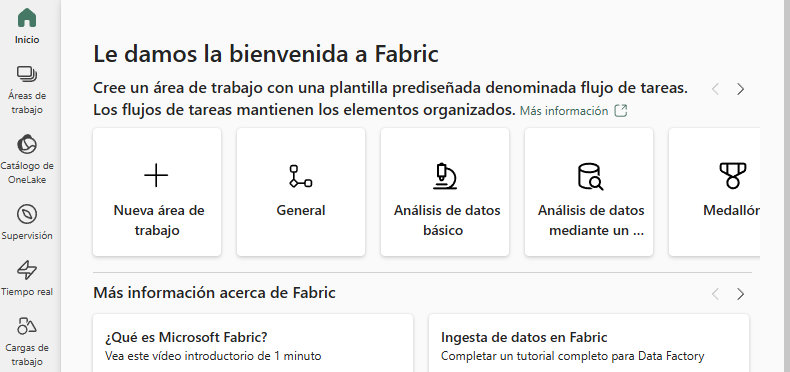 Inicio
Áreas de
trabajo
Catálogo de
OneLake
Supervisión
Tiempo real
Cargas de
trabajo
Le damos la bienvenida a Fabric
Cree un área de trabajo con una plantilla prediseñada denominada flujo de tareas.
Los flujos de tareas mantienen los elementos organizados. Más información
Nueva área de
trabajo
General
Análisis de datos
básico
Análisis de datos
mediante un ...
Medallón
Más información acerca de Fabric
¿Qué es Microsoft Fabric?
Vea este vídeo introductorio de 1 minuto
Ingesta de datos en Fabric
Completar un tutorial completo para Data Factory